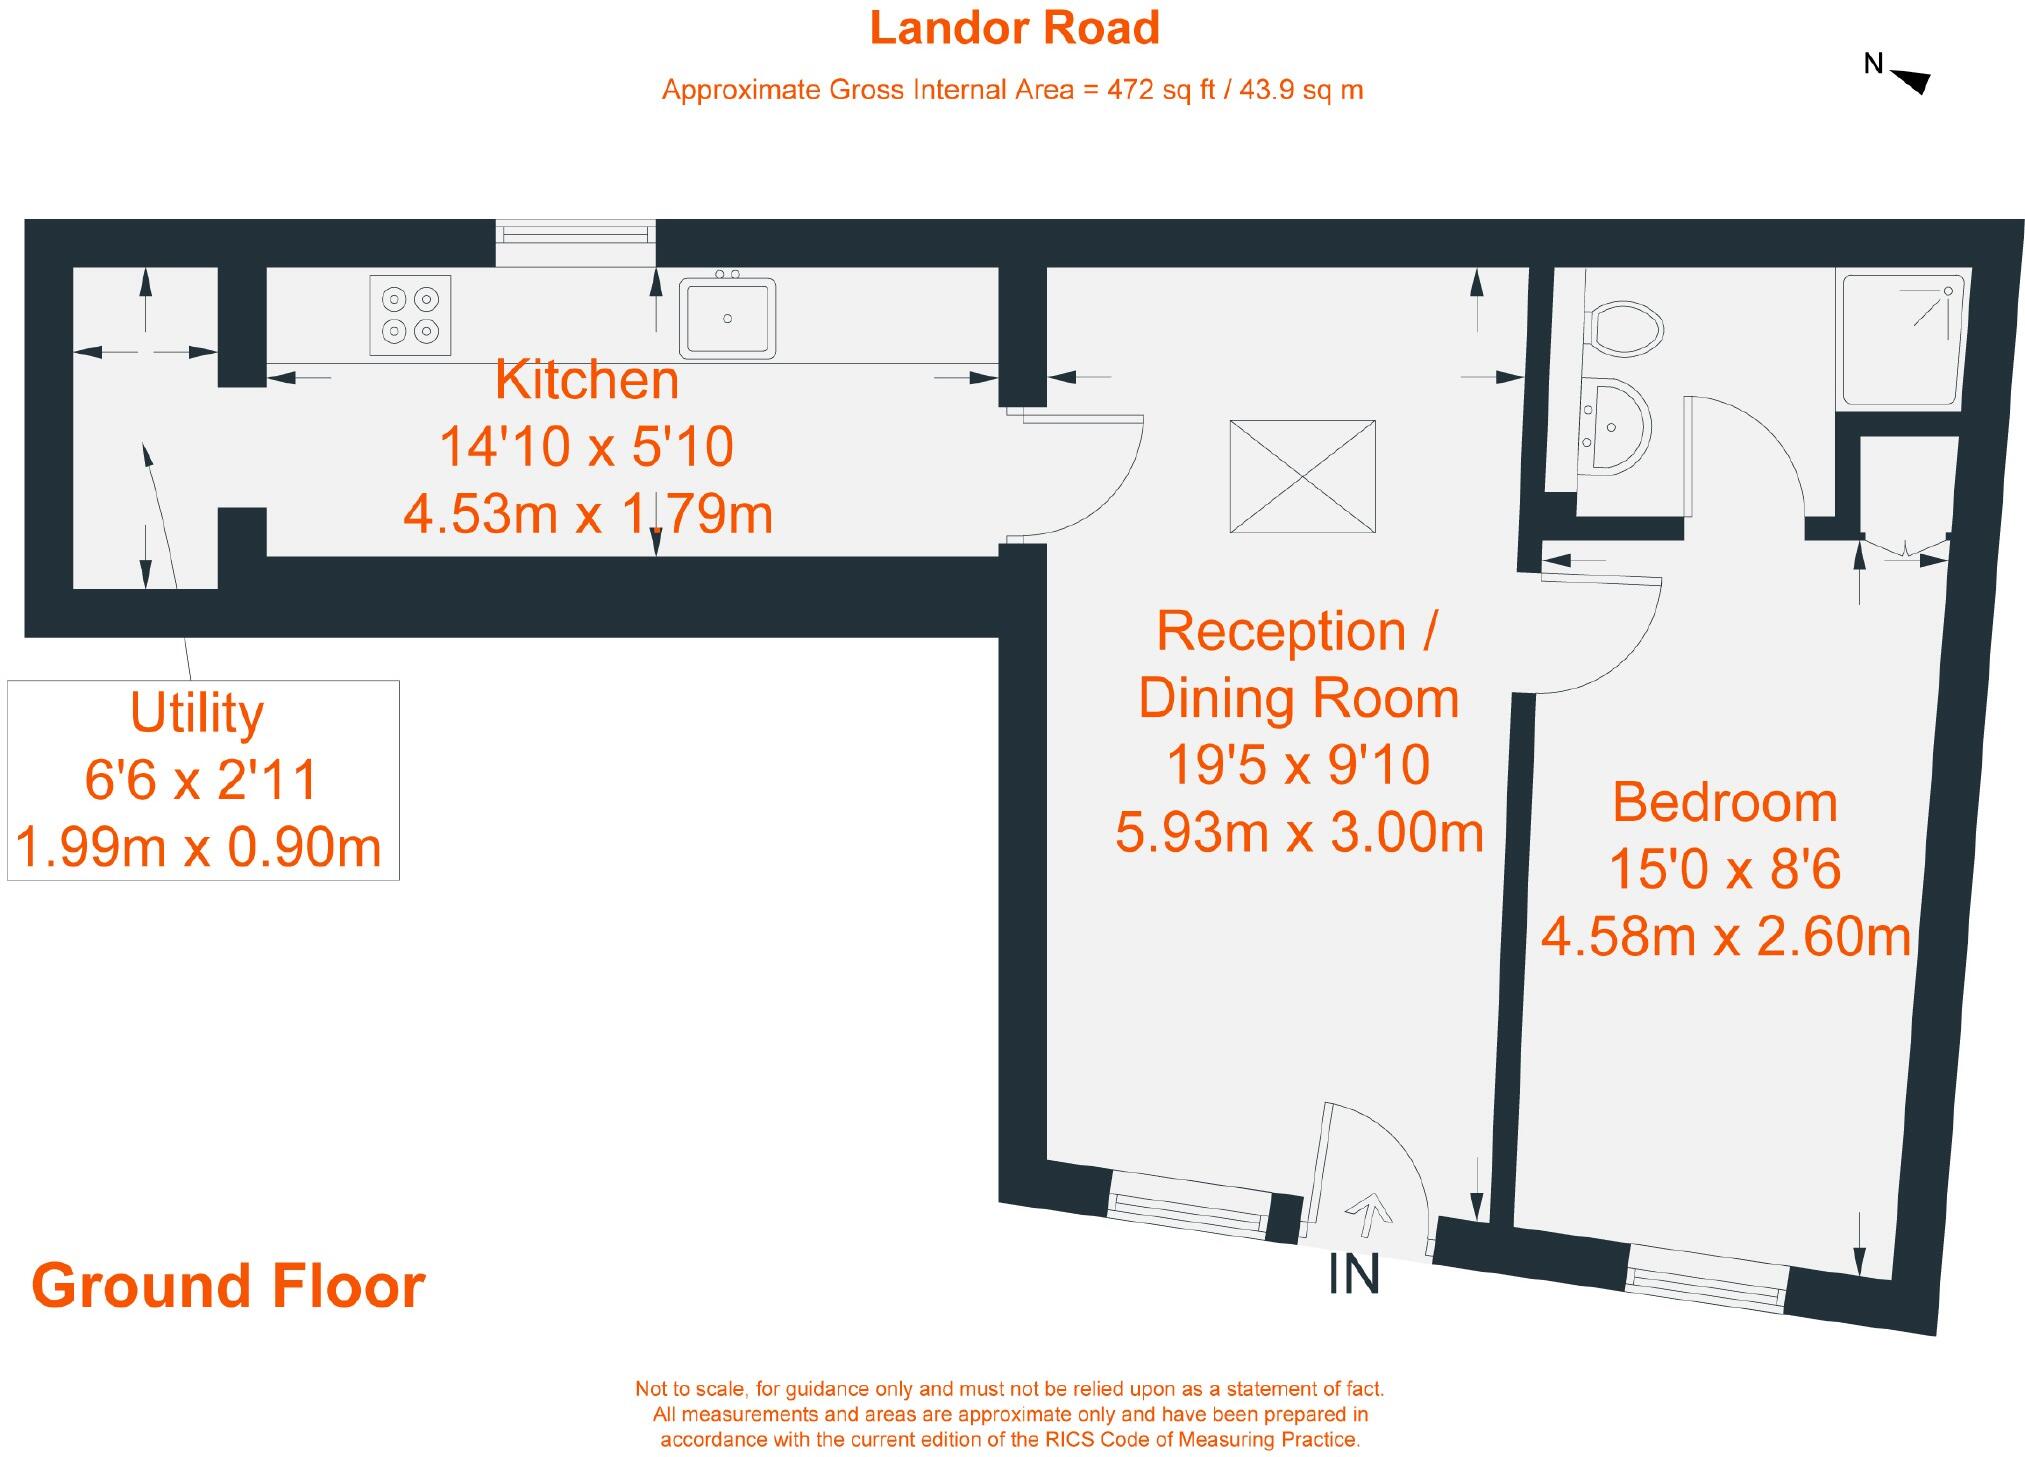 Landor Road
Approximate Gross Internal Area = 472 sq ft / 43.9 sq m
N
Kitchen
14'10 x 5'10
4.53m x 1.79m
Utility
6'6 x 2'11
1.99m x 0.90m
Reception /
Dining Room
19'5 x 9'10
5.93m x 3.00m
Bedroom
15'0 x 8'6
4.58m x 2.60m
IN
Ground Floor
Not to scale, for guidance only and must not be relied upon as a statement of fact.
All measurements and areas are approximate only and have been prepared in
accordance with the current edition of the RICS Code of Measuring Practice.